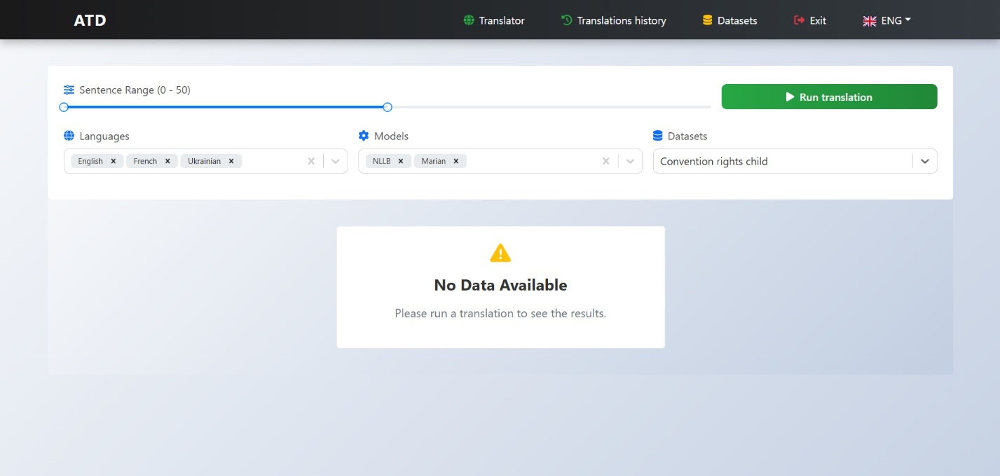 ATD
Translator
Translations history
Datasets
Exit
ENG
Sentence Range (0 - 50)
Run translation
Languages
English
French
Ukrainian
Models
NLLB
Marian
Datasets
Convention rights child
No Data Available
Please run a translation to see the results.